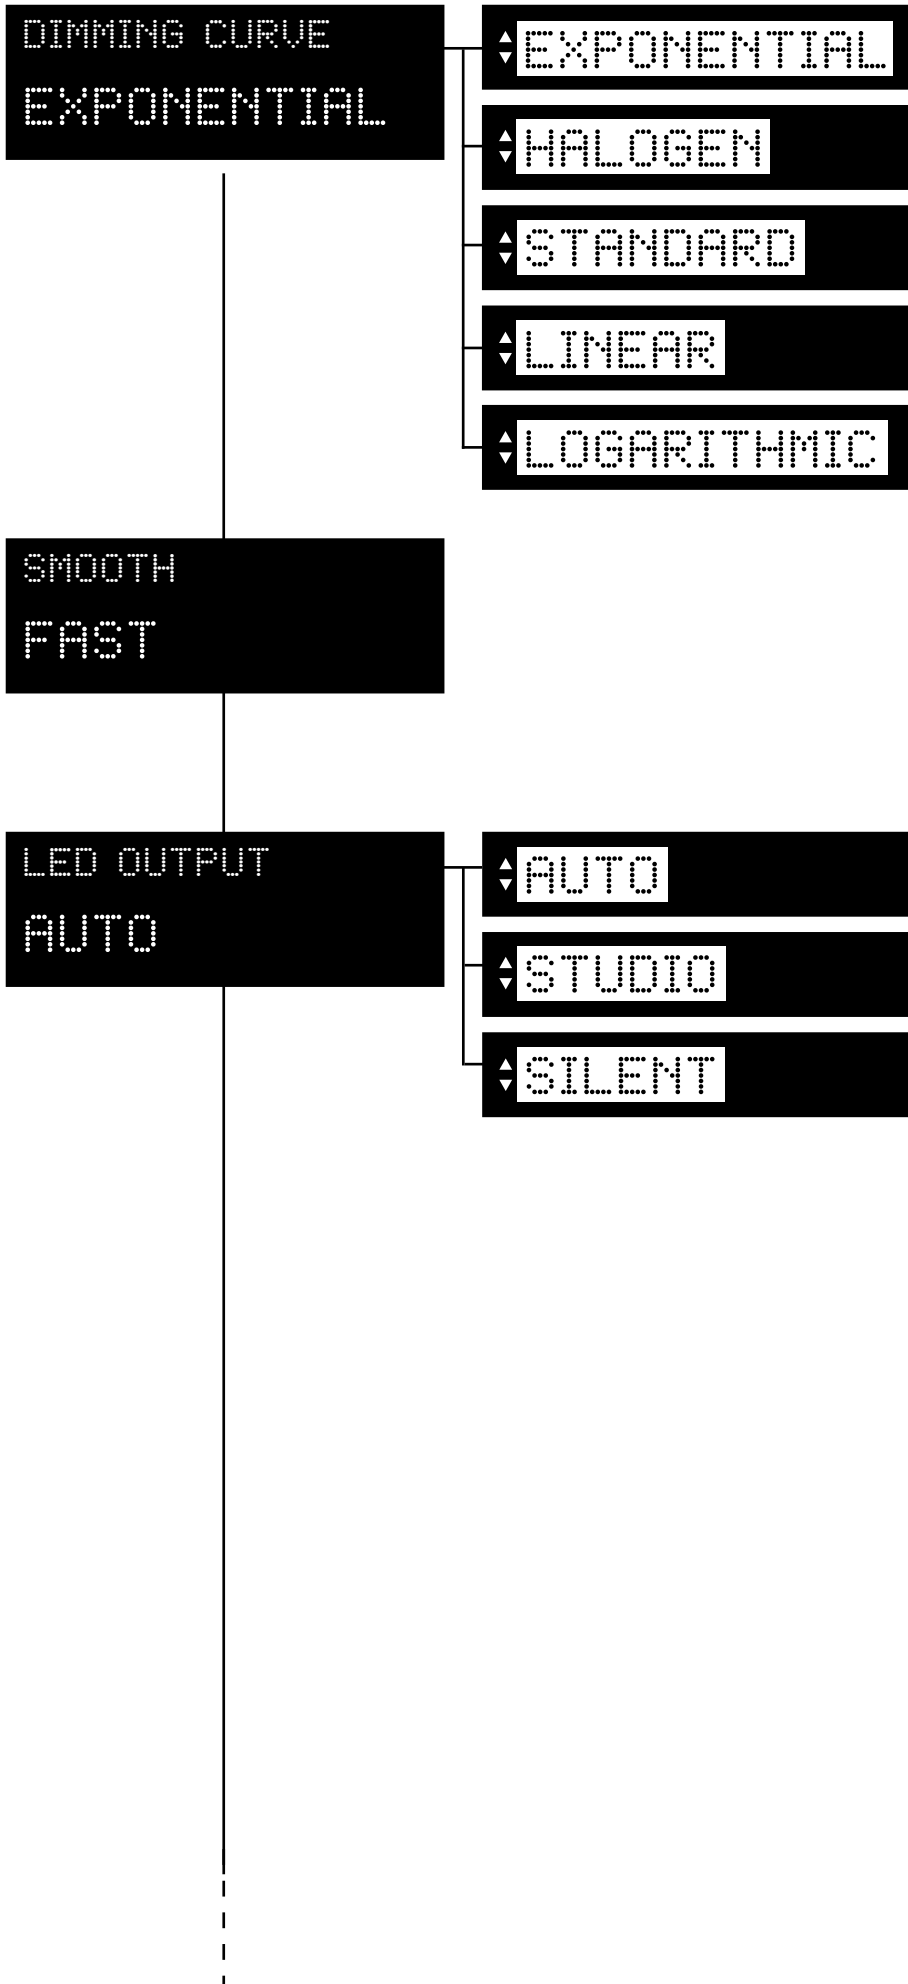 DIMMING CURVE
EXPONENTIAL
EXPONENTIAL
HALOGEN
STANDARD
LINEAR
LOGARITHMIC
SMOOTH
FAST
LED OUTPUT
AUTO
AUTO
STUDIO
SILENT